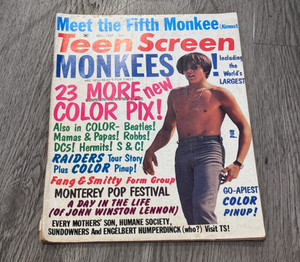 Meet the Fifth Monkee (Almost)
Teen Screen
MONKEES!
Including
the
World's
LARGEST
23 MORE new
COLOR PIX!
Also in COLOR- Beatles!
Mamas & Papas! Robbs!
DC5! Hermits! S & C!
RAIDERS Tour Story
Plus COLOR Pinup!
Fang & Smitty Form Group
MONTEREY POP FESTIVAL
A DAY IN THE LIFE
(OF JOHN WINSTON LENNON)
EVERY MOTHERS' SON, HUMANE SOCIETY,
SUNDOWNERS And ENGELBERT HUMPERDINCK (who?) Visit TS!
GO-APIEST
COLOR
PINUP!